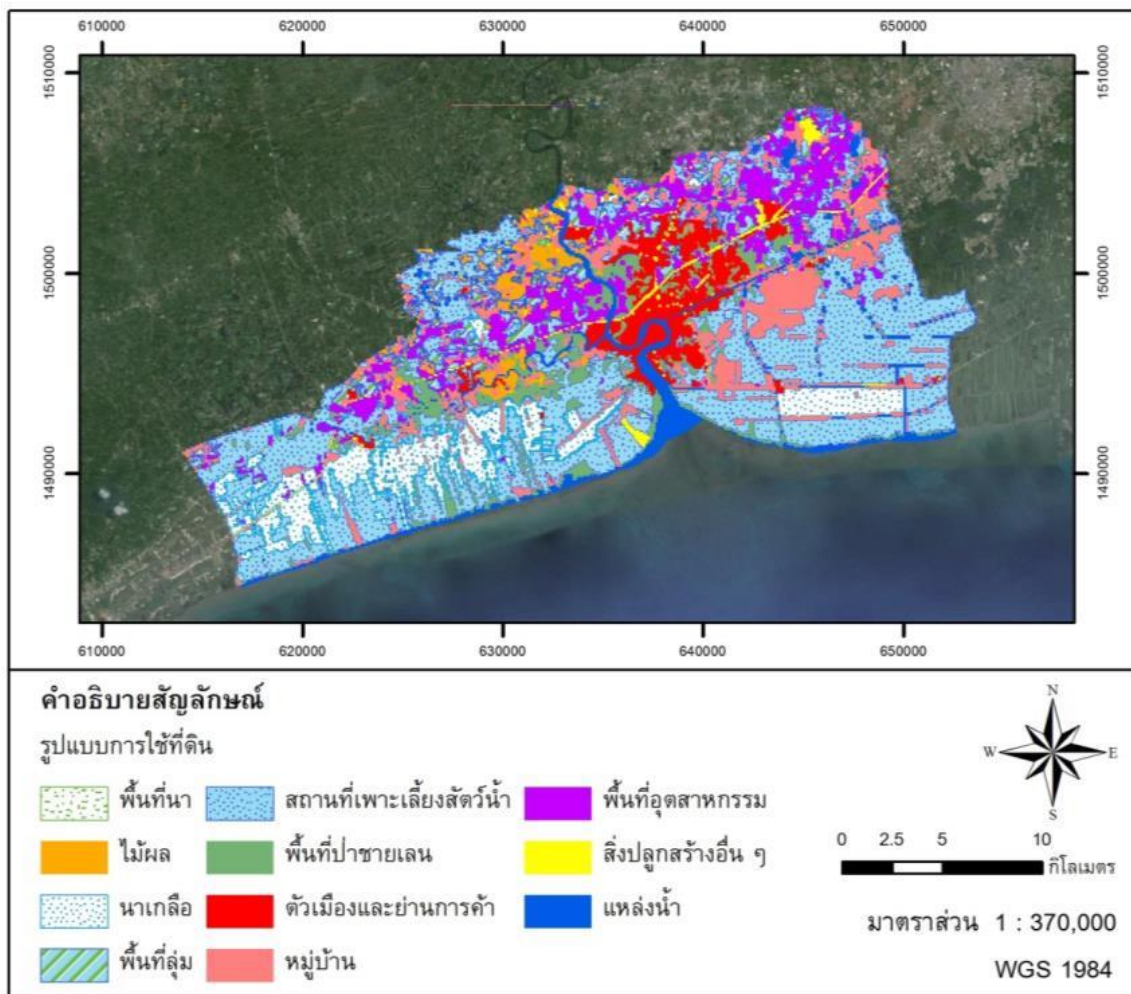 610000 620000 630000 640000 650000
1510000 1510000
1500000 1500000
1490000 1490000
610000 620000 630000 640000 650000
คำอธิบายสัญลักษณ์
รูปแบบการใช้ที่ดิน
พื้นที่นา สถานที่เพาะเลี้ยงสัตว์น้ำ พื้นที่อุตสาหกรรม
ไม้ผล พื้นที่ป่าชายเลน สิ่งปลูกสร้างอื่น ๆ
นาเกลือ ตัวเมืองและย่านการค้า แหล่งน้ำ
พื้นที่ลุ่ม หมู่บ้าน
N
W E
S
0 2.5 5 10
กิโลเมตร
มาตราส่วน 1 : 370,000
WGS 1984